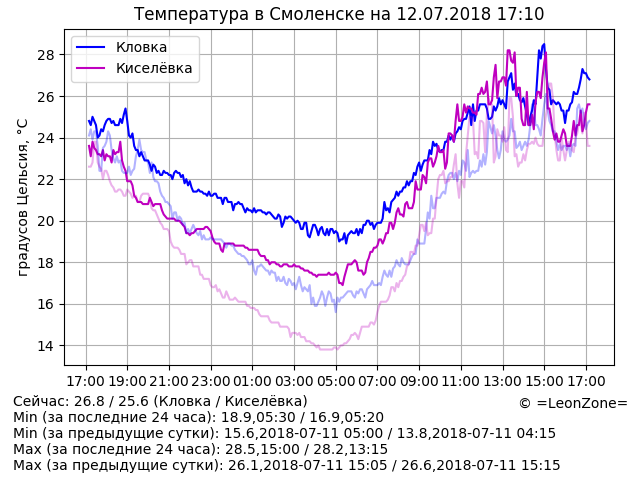 Температура в Смоленске на 12.07.2018 17:10
Кловка
Киселёвка
градусов Цельсия, °C
28
26
24
22
20
18
16
14
17:00 19:00 21:00 23:00 01:00 03:00 05:00 07:00 09:00 11:00 13:00 15:00 17:00
Сейчас: 26.8 / 25.6 (Кловка / Киселёвка)
© =LeonZone=
Min (за последние 24 часа): 18.9,05:30 / 16.9,05:20
Min (за предыдущие сутки): 15.6,2018-07-11 05:00 / 13.8,2018-07-11 04:15
Max (за последние 24 часа): 28.5,15:00 / 28.2,13:15
Max (за предыдущие сутки): 26.1,2018-07-11 15:05 / 26.6,2018-07-11 15:15